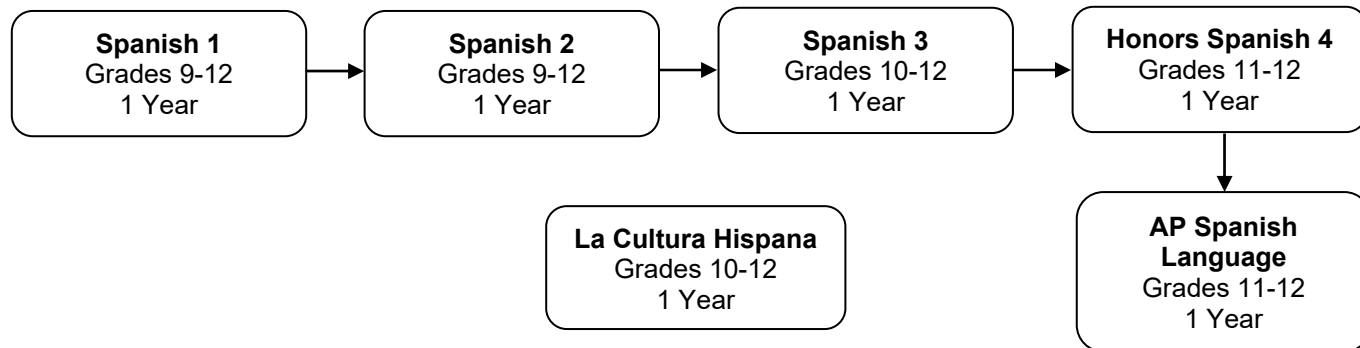 Spanish 1
Grades 9-12
1 Year
Spanish 2
Grades 9-12
1 Year
Spanish 3
Grades 10-12
1 Year
Honors Spanish 4
Grades 11-12
1 Year
La Cultura Hispana
Grades 10-12
1 Year
AP Spanish
Language
Grades 11-12
1 Year